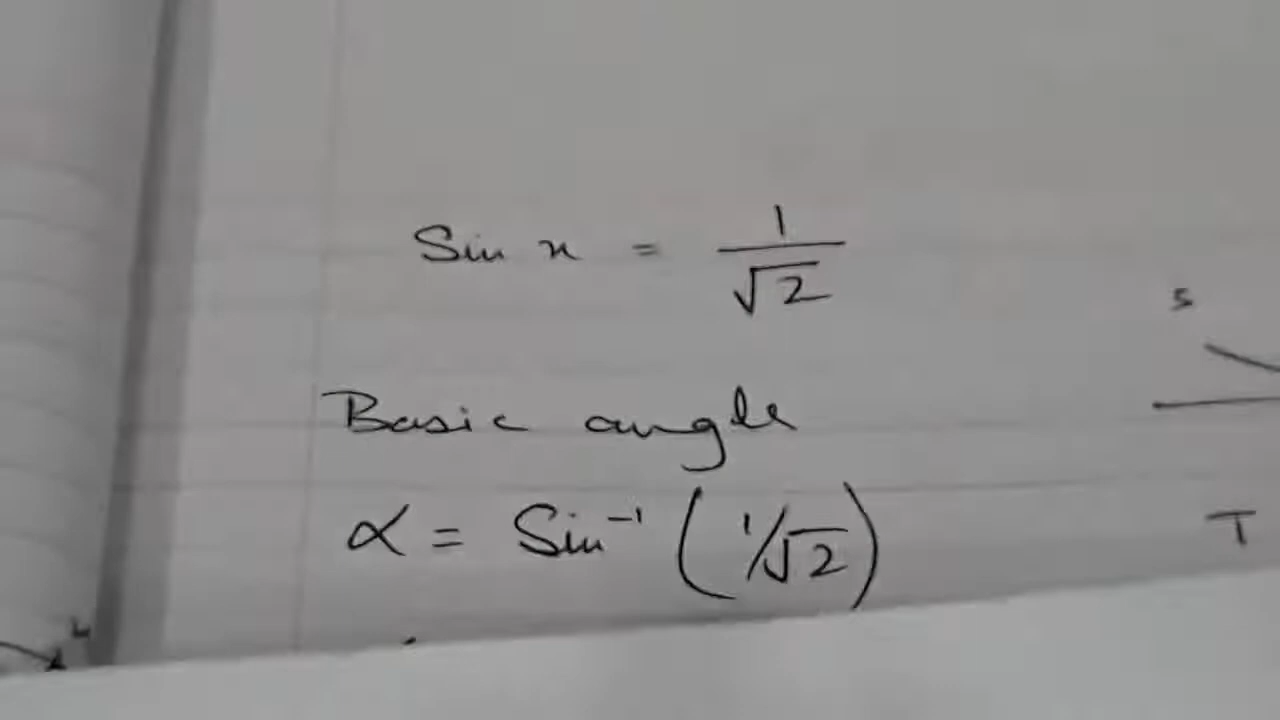 Sin x = 1/√2
S
Basic angle
α = Sin⁻¹ (1/√2)
T